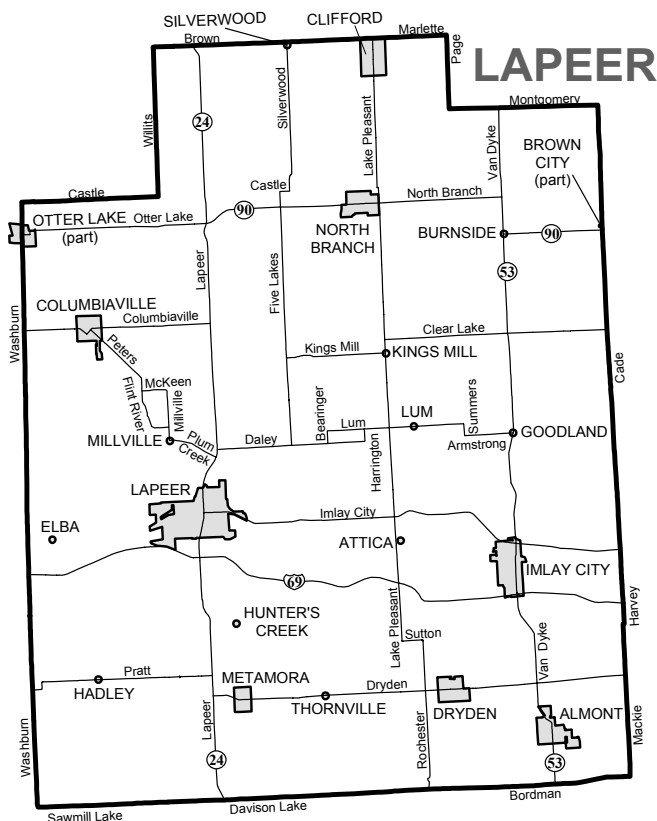 SILVERWOOD
CLIFFORD
Brown
Marlette
Page
LAPEER
Silverwood
Willits
24
Lake Pleasant
Montgomery
Van Dyke
BROWN
CITY
(part)
Castle
Castle
North Branch
OTTER LAKE
(part)
Otter Lake
90
NORTH
BRANCH
BURNSIDE
90
Lapeer
Five Lakes
53
COLUMBIAVILLE
Columbiaville
Washburn
Peters
Clear Lake
Kings Mill
KINGS MILL
Cade
McKeen
Flint River
Millville
Bearinger
Lum
LUM
Summers
MILLVILLE
Plum
Creek
Daley
Harrington
Armstrong
GOODLAND
LAPEER
Imlay City
ELBA
ATTICA
IMLAY CITY
69
Harvey
HUNTER'S
CREEK
Lake Pleasant
Sutton
Van Dyke
Pratt
METAMORA
Dryden
HADLEY
THORNVILLE
DRYDEN
ALMONT
Mackie
Washburn
Lapeer
Rochester
24
53
Sawmill Lake
Davison Lake
Bordman